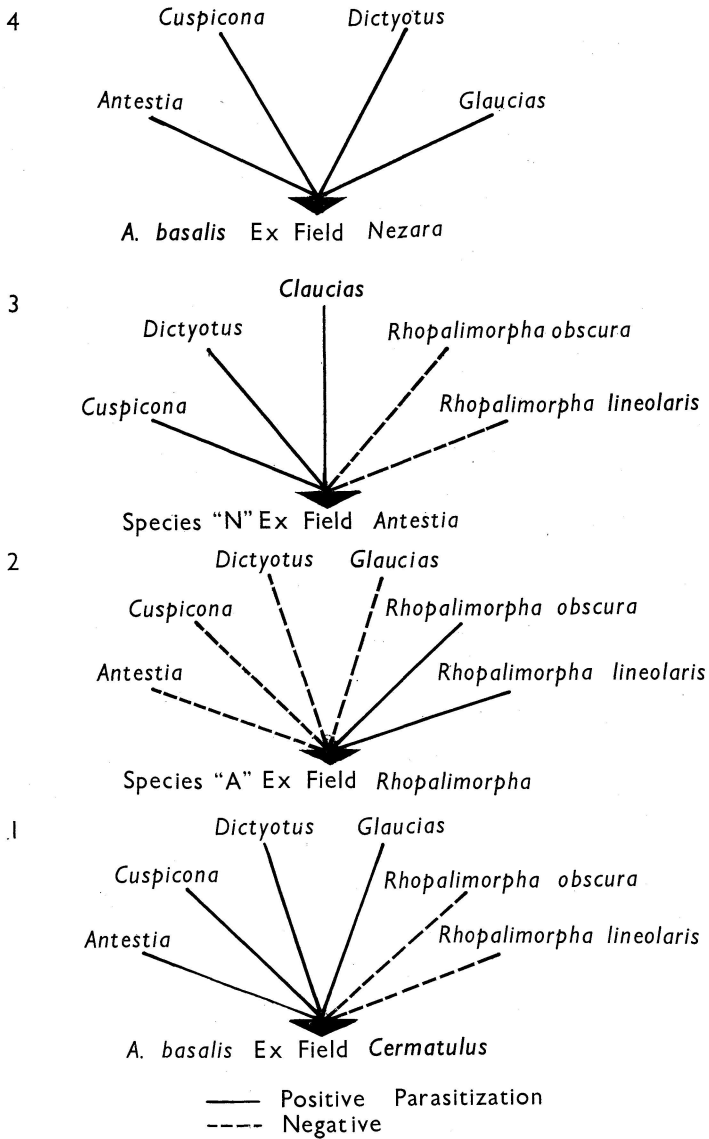 4
Cuspicona Dictyotus
Antestia Glaucias
A. basalis Ex Field Nezara
3
Claucias
Dictyotus Rhopalimorpha obscura
Cuspicona Rhopalimorpha lineolaris
Species "N" Ex Field Antestia
2
Dictyotus Glaucias
Cuspicona Rhopalimorpha obscura
Antestia Rhopalimorpha lineolaris
Species "A" Ex Field Rhopalimorpha
1
Dictyotus Glaucias
Cuspicona Rhopalimorpha obscura
Antestia Rhopalimorpha lineolaris
A. basalis Ex Field Cermatulus
Positive Parasitization
Negative